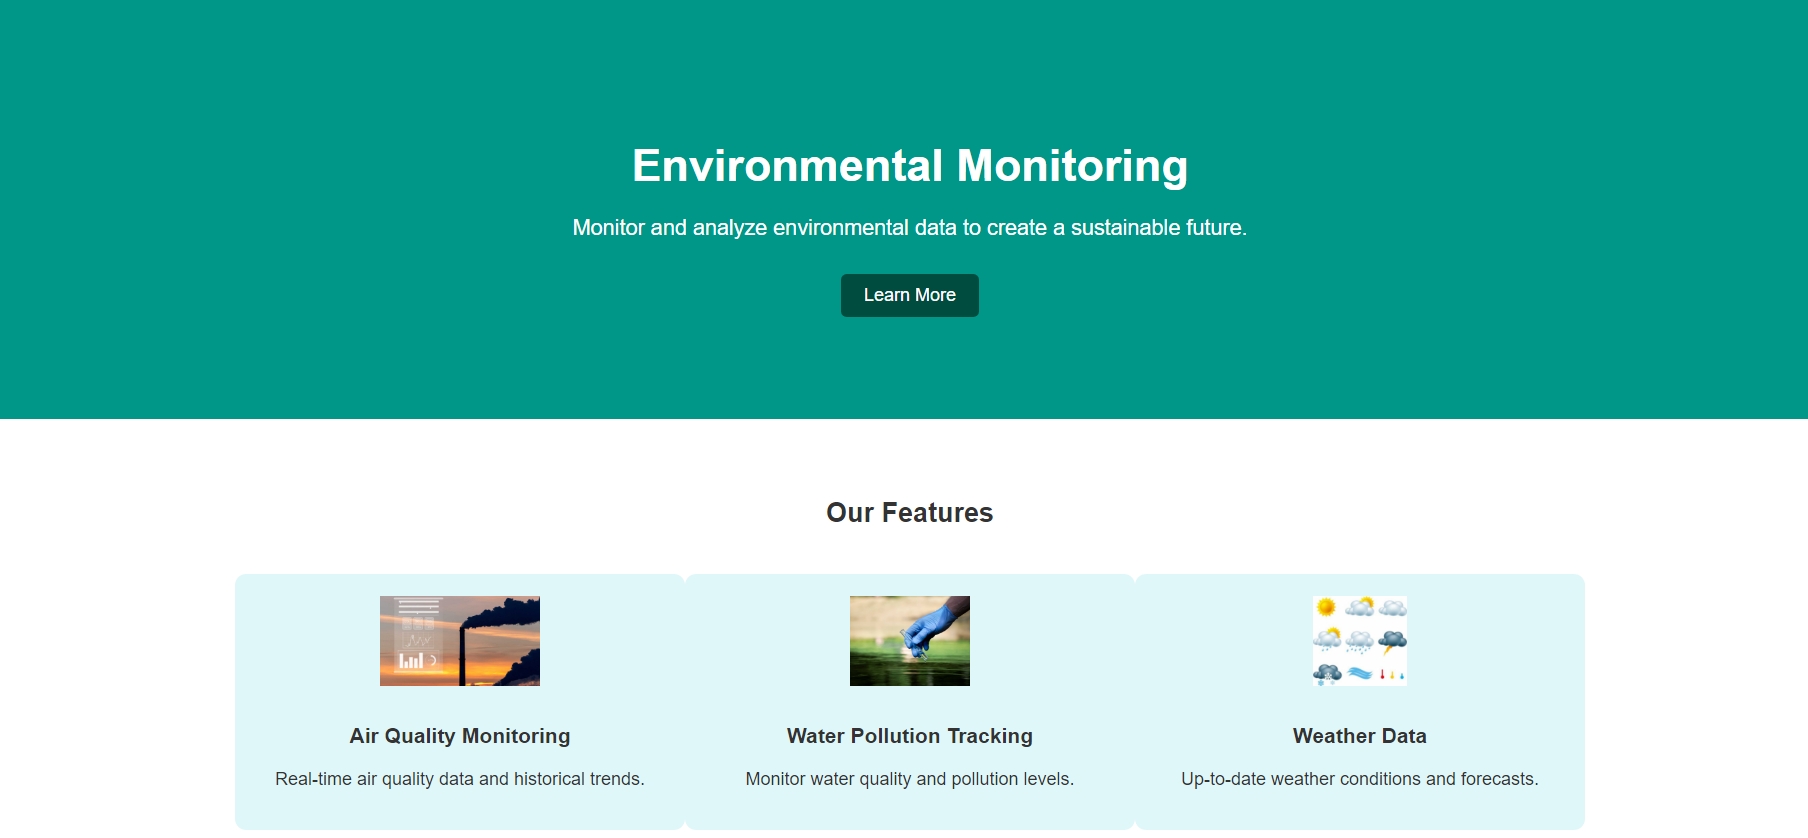 Environmental Monitoring
Monitor and analyze environmental data to create a sustainable future.
Learn More
Our Features
Air Quality Monitoring
Water Pollution Tracking
Weather Data
Real-time air quality data and historical trends.
Monitor water quality and pollution levels.
Up-to-date weather conditions and forecasts.